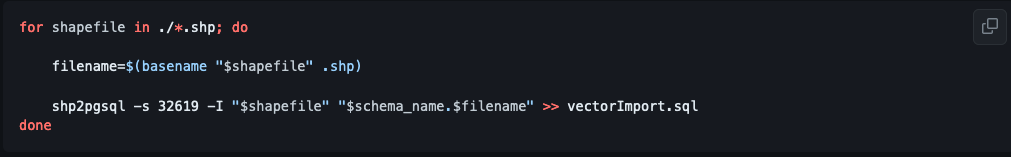 for shapefile in ./*.shp; do
filename=$(basename "$shapefile" .shp)
shp2pgsql -s 32619 -I "$shapefile" "$schema_name.$filename" >> vectorImport.sql
done